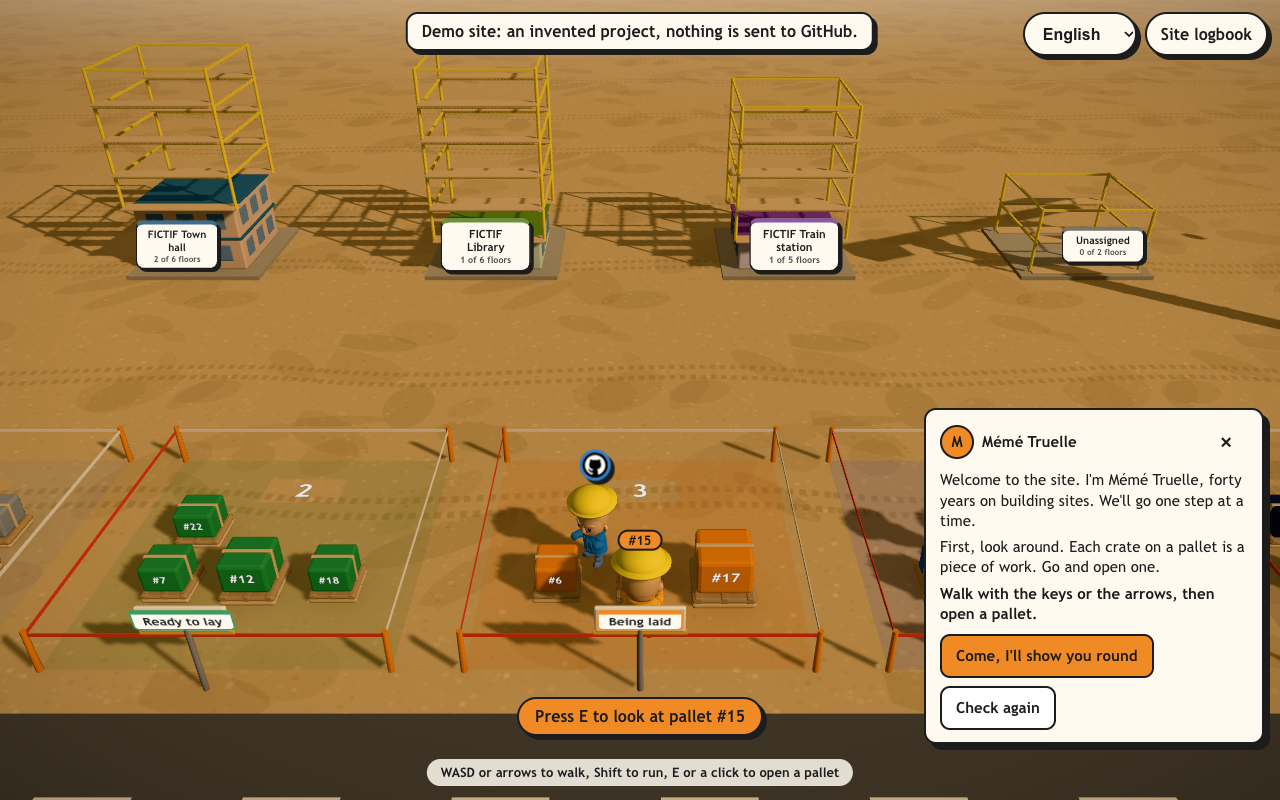 Demo site: an invented project, nothing is sent to GitHub.
English
Site logbook
FICTIF Town
hall
2 of 6 floors
FICTIF
Library
1 of 6 floors
FICTIF Train
station
1 of 5 floors
Unassigned
0 of 2 floors
2
3
#22
#7
#12
#18
#15
#6
#17
Ready to lay
Being laid
M
Mémé Truelle
Welcome to the site. I'm Mémé Truelle, forty
years on building sites. We'll go one step at a
time.
First, look around. Each crate on a pallet is a
piece of work. Go and open one.
Walk with the keys or the arrows, then
open a pallet.
Come, I'll show you round
Check again
Press E to look at pallet #15
WASD or arrows to walk, Shift to run, E or a click to open a pallet